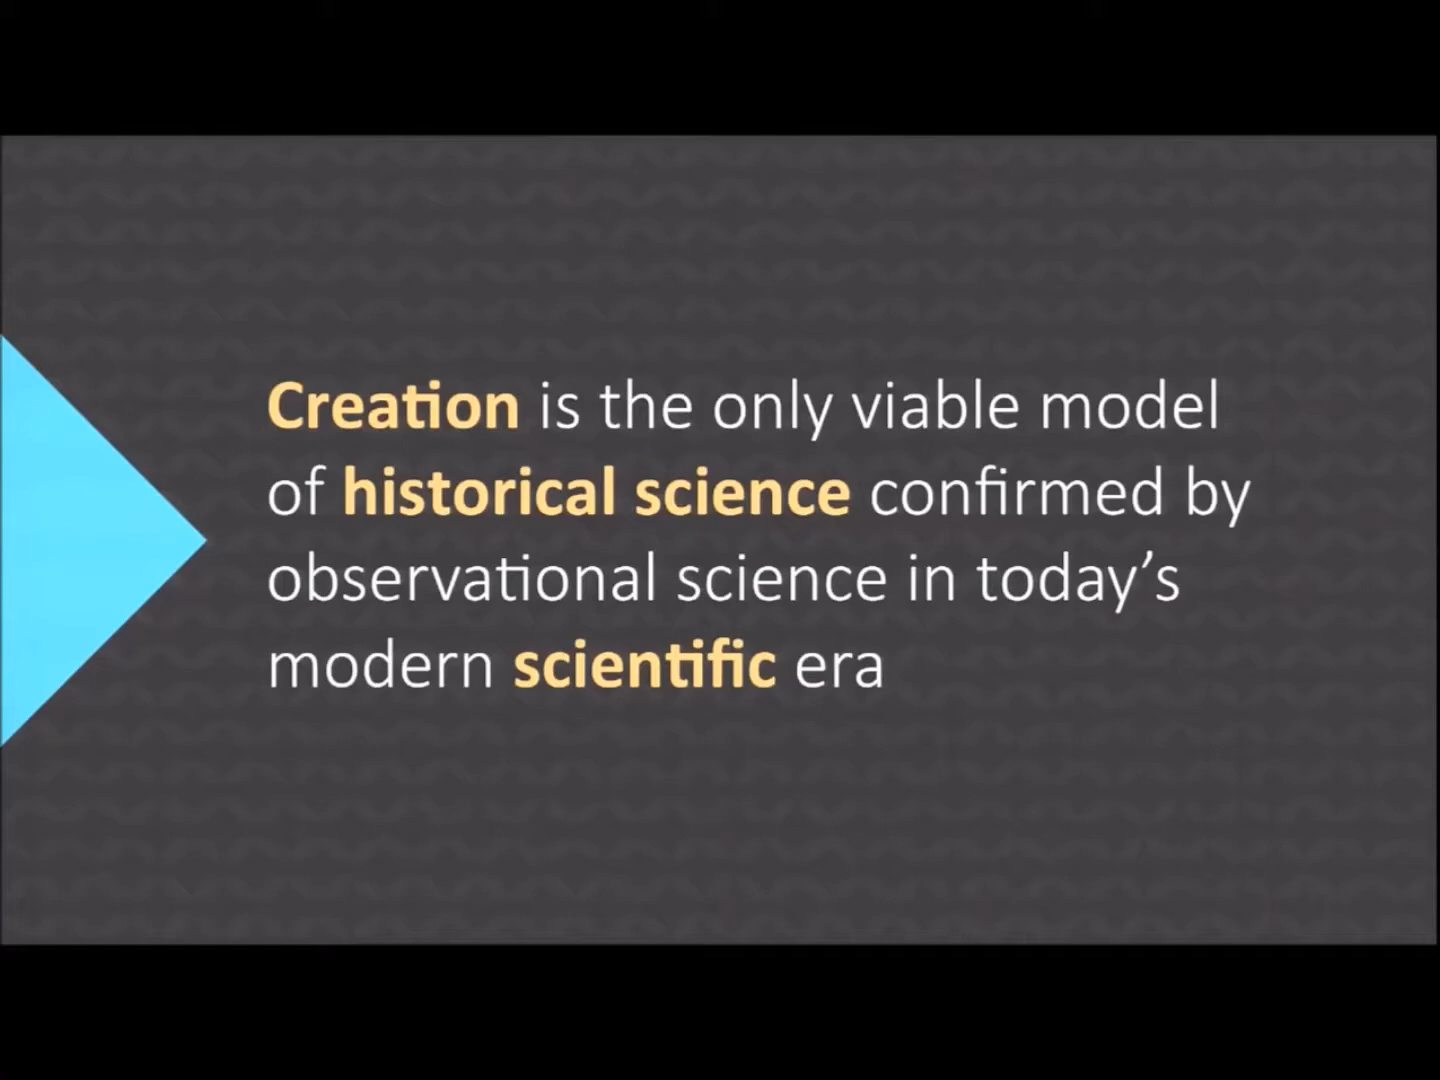 Creation is the only viable model
of historical science confirmed by
observational science in today’s
modern scientific era